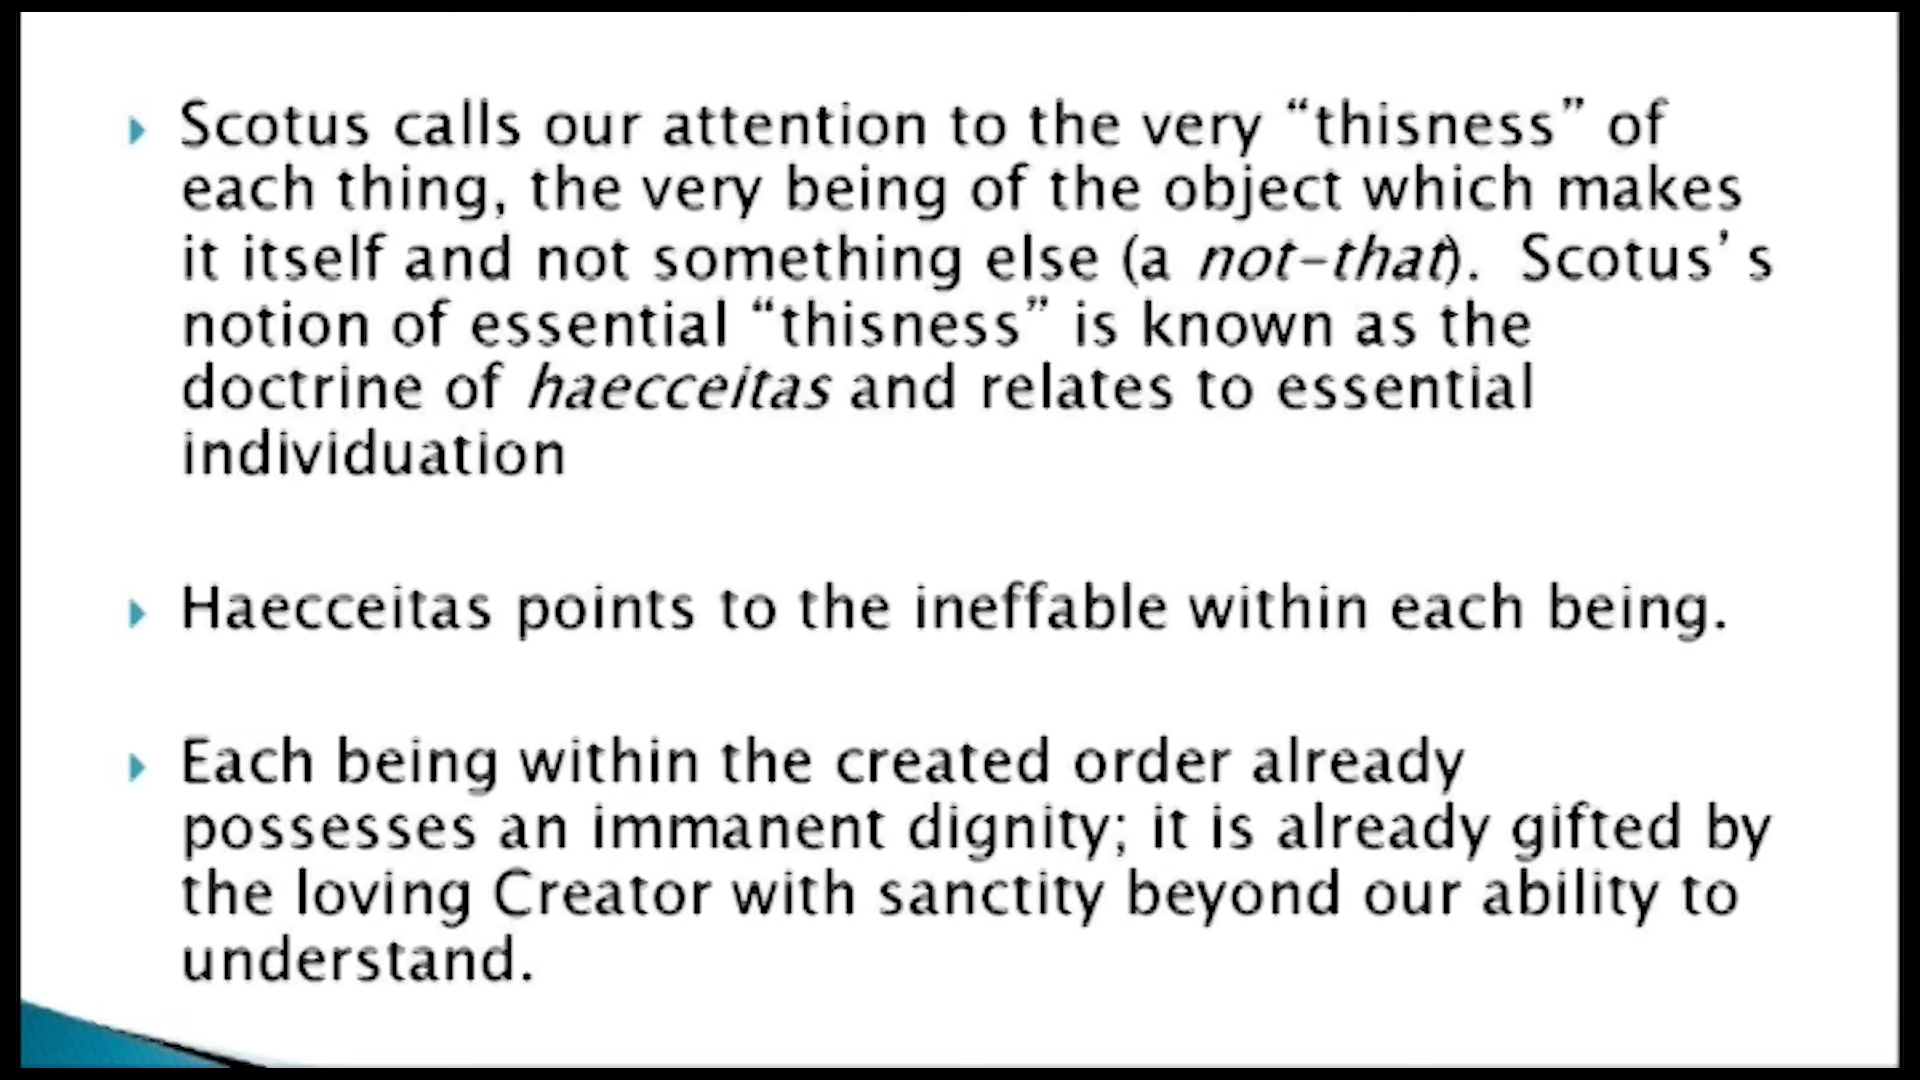 Scotus calls our attention to the very “thisness” of
each thing, the very being of the object which makes
it itself and not something else (a not-that).  Scotus’s
notion of essential “thisness” is known as the
doctrine of haecceitas and relates to essential
individuation
Haecceitas points to the ineffable within each being.
Each being within the created order already
possesses an immanent dignity; it is already gifted by
the loving Creator with sanctity beyond our ability to
understand.